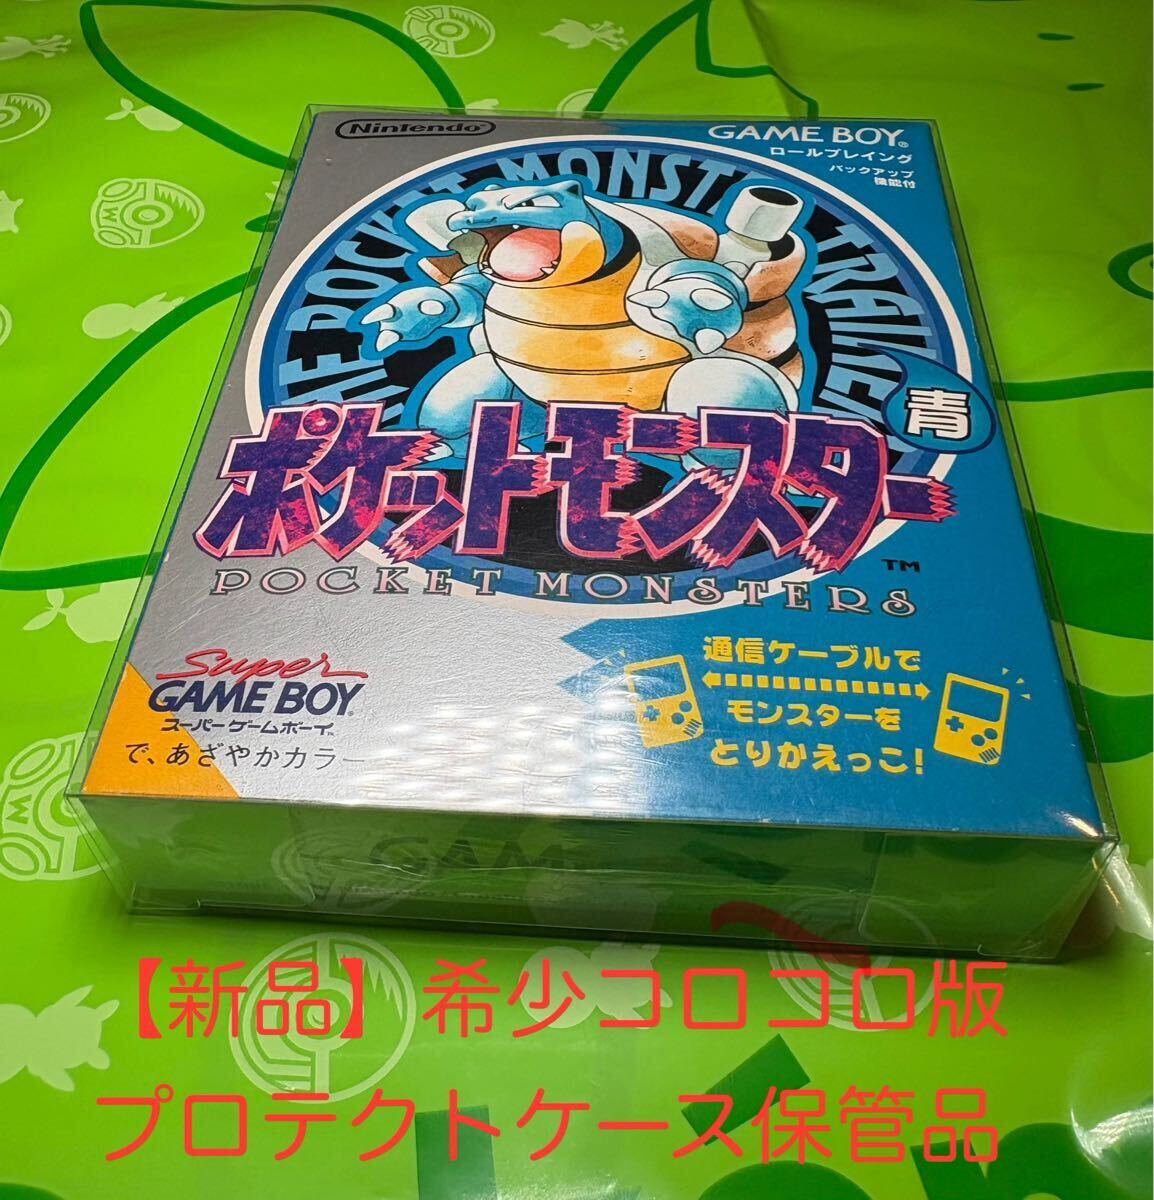 Nintendo
GAME BOY®
ロールプレイング
バックアップ
機能付
THE POCKET MONSTER TRAINER
青
ポケットモンスター
TM
POCKET MONSTERS
Super
GAME BOY
スーパーゲームボーイ
で、あざやかカラー
通信ケーブルで
モンスターを
とりかえっこ!
GAM
【新品】希少コロコロ版
プロテクトケース保管品